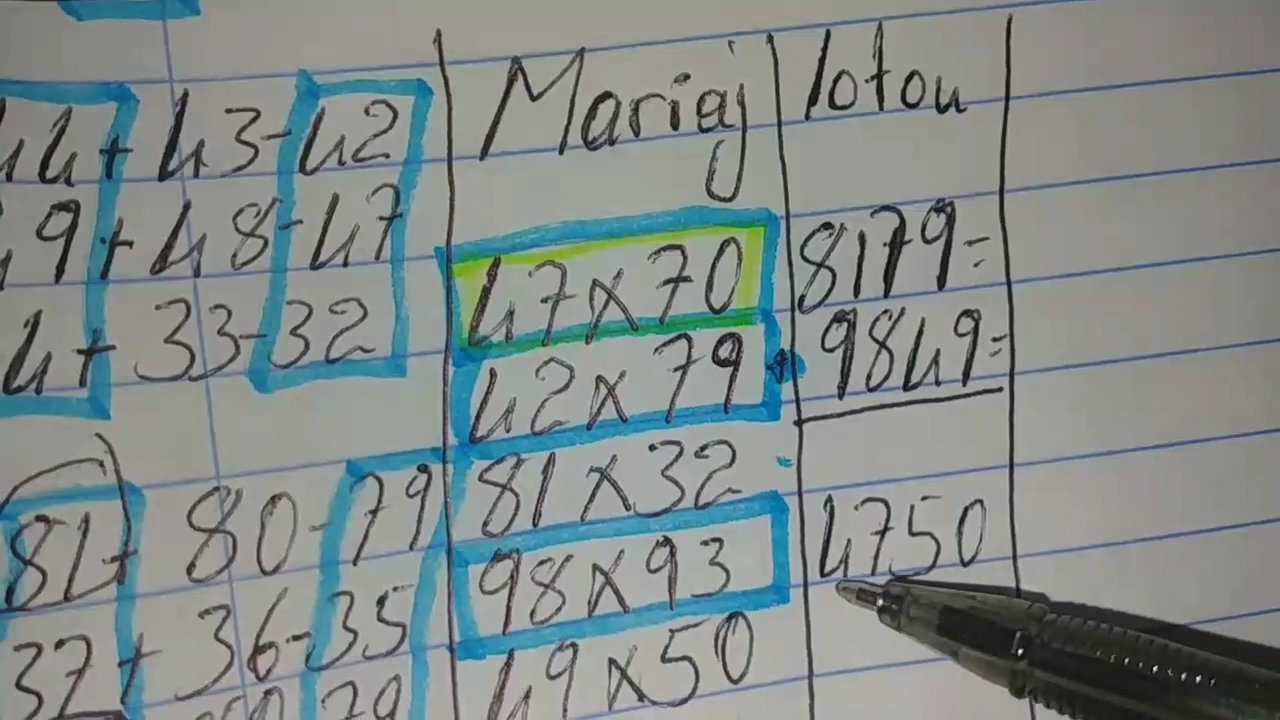 Mariaj lotou
44 + 43-42
49 + 48-47 47x70 8179=
4 + 33-32 42x79 9849=
81x32
81+ 80-79 98x93 4750
37 + 36-35 49x50
79